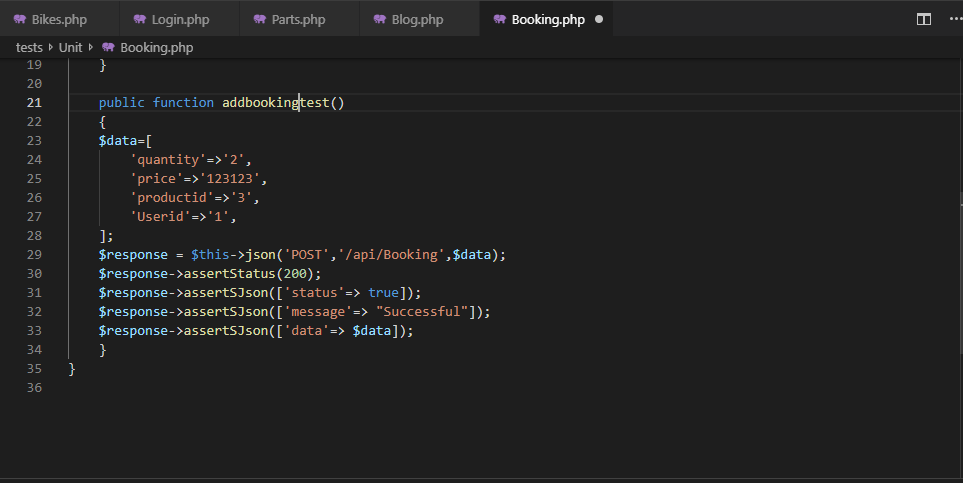 Bikes.php Login.php Parts.php Blog.php Booking.php
tests Unit Booking.php
19 }
20
21 public function addbookingtest()
22 {
23 $data=[
24 'quantity'=>'2',
25 'price'=>'123123',
26 'productid'=>'3',
27 'Userid'=>'1',
28 ];
29 $response = $this->json('POST','/api/Booking',$data);
30 $response->assertStatus(200);
31 $response->assertSJson(['status'=> true]);
32 $response->assertSJson(['message'=> "Successful"]);
33 $response->assertSJson(['data'=> $data]);
34 }
35 }
36